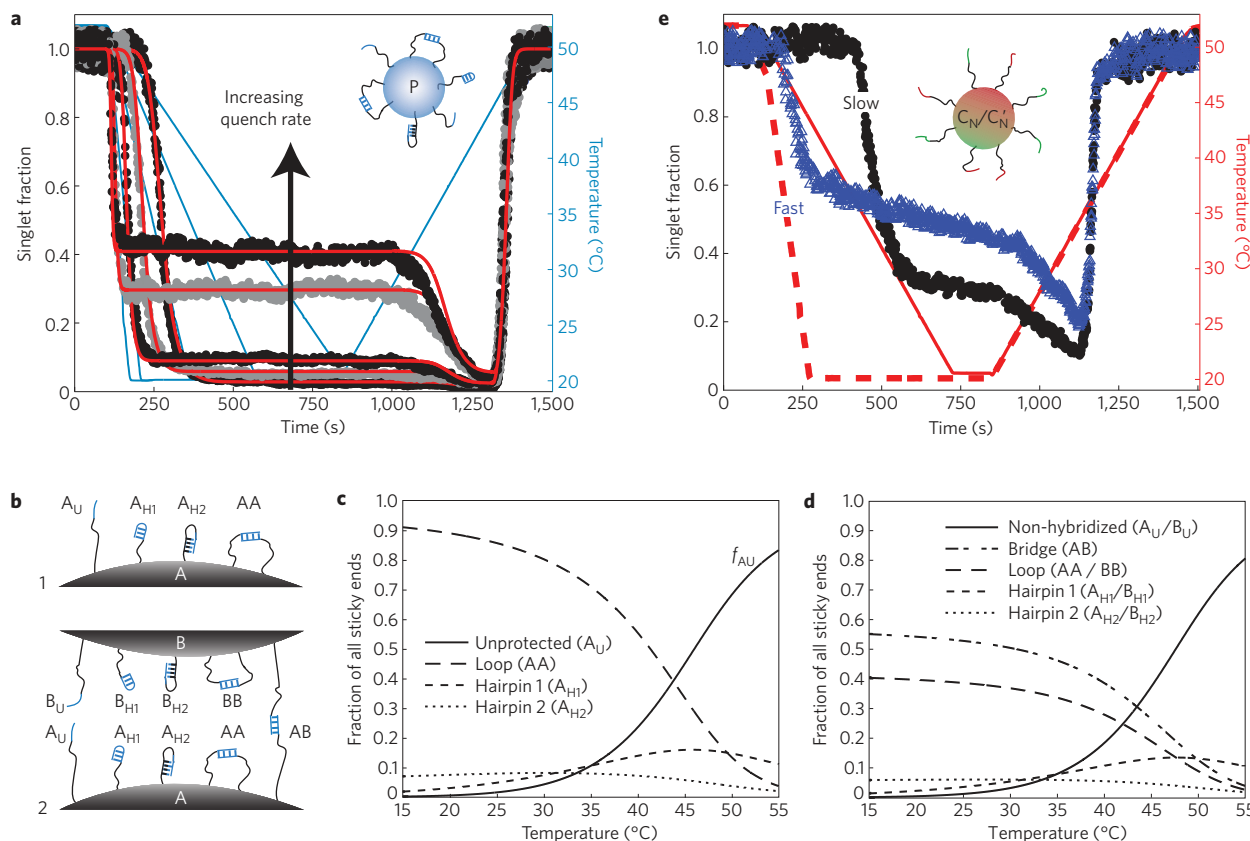 a
1.0
0.8
0.6
0.4
0.2
0
Singlet fraction
0
250
500
750
1,000
1,250
1,500
Time (s)
50
45
40
35
30
25
20
Temperature (°C)
Increasing
quench rate
P
e
1.0
0.8
0.6
0.4
0.2
0
Singlet fraction
250
500
750
1,000
1,250
1,500
Time (s)
50
45
40
35
30
25
20
Temperature (°C)
Slow
Fast
C_N/C'_N
b
A_U A_H1 A_H2 AA
A
1
B
B_U B_H1 B_H2 BB
A_U A_H1 A_H2 AA AB
A
2
c
1.0
0.9
0.8
0.7
0.6
0.5
0.4
0.3
0.2
0.1
0
Fraction of all sticky ends
f_AU
Unprotected (A_U)
Loop (AA)
Hairpin 1 (A_H1)
Hairpin 2 (A_H2)
15 20 25 30 35 40 45 50 55
Temperature (°C)
d
1.0
0.9
0.8
0.7
0.6
0.5
0.4
0.3
0.2
0.1
0
Fraction of all sticky ends
Non-hybridized (A_U/B_U)
Bridge (AB)
Loop (AA / BB)
Hairpin 1 (A_H1/B_H1)
Hairpin 2 (A_H2/B_H2)
15 20 25 30 35 40 45 50 55
Temperature (°C)